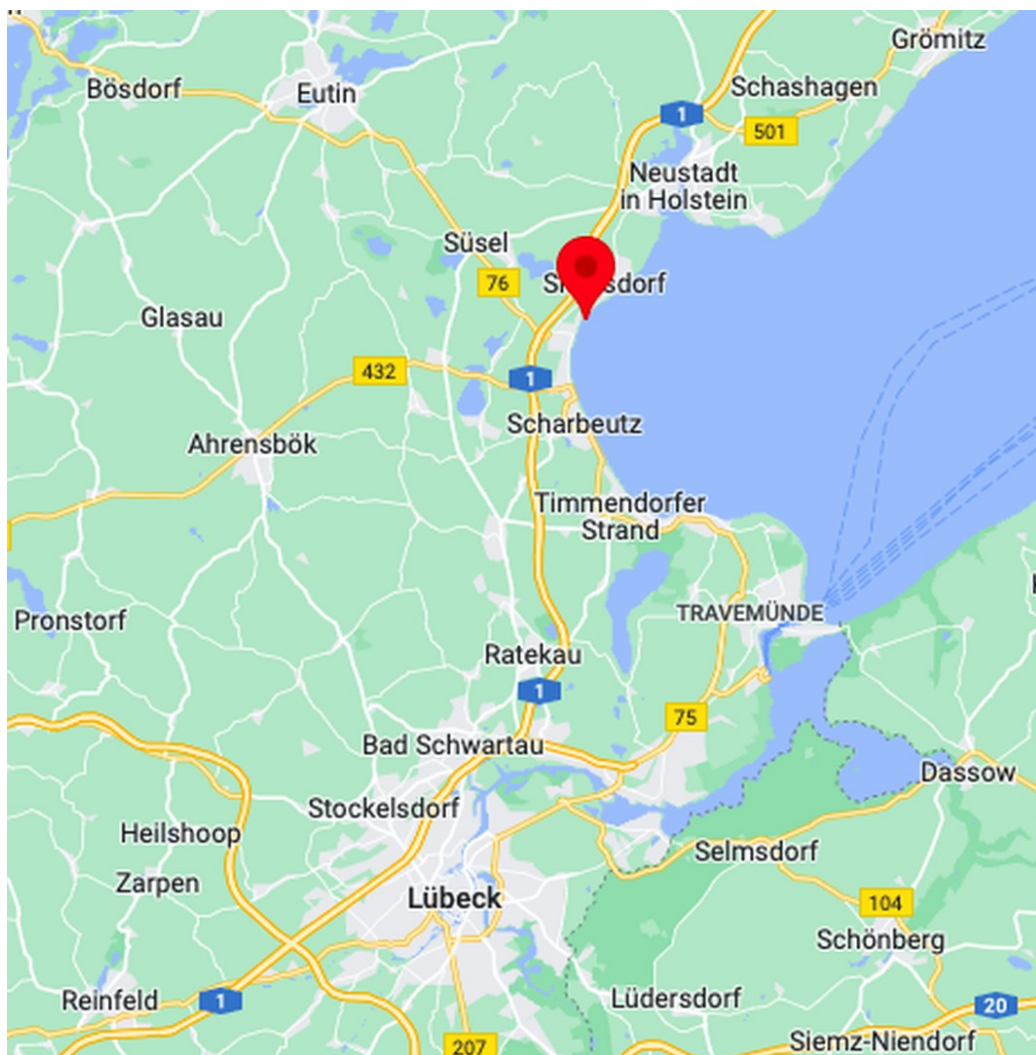 Grömitz
Bösdorf
Eutin
Schashagen
1
501
Neustadt
in Holstein
Süsel
76
Glasau
432
1
Scharbeutz
Ahrensbök
Timmendorfer
Strand
Pronstorf
TRAVEMÜNDE
Ratekau
1
75
Bad Schwartau
Dassow
Stockelsdorf
Heilshoop
Selmsdorf
Zarpen
Lübeck
104
Schönberg
Reinfeld
1
Lüdersdorf
20
Siemz-Niendorf
207